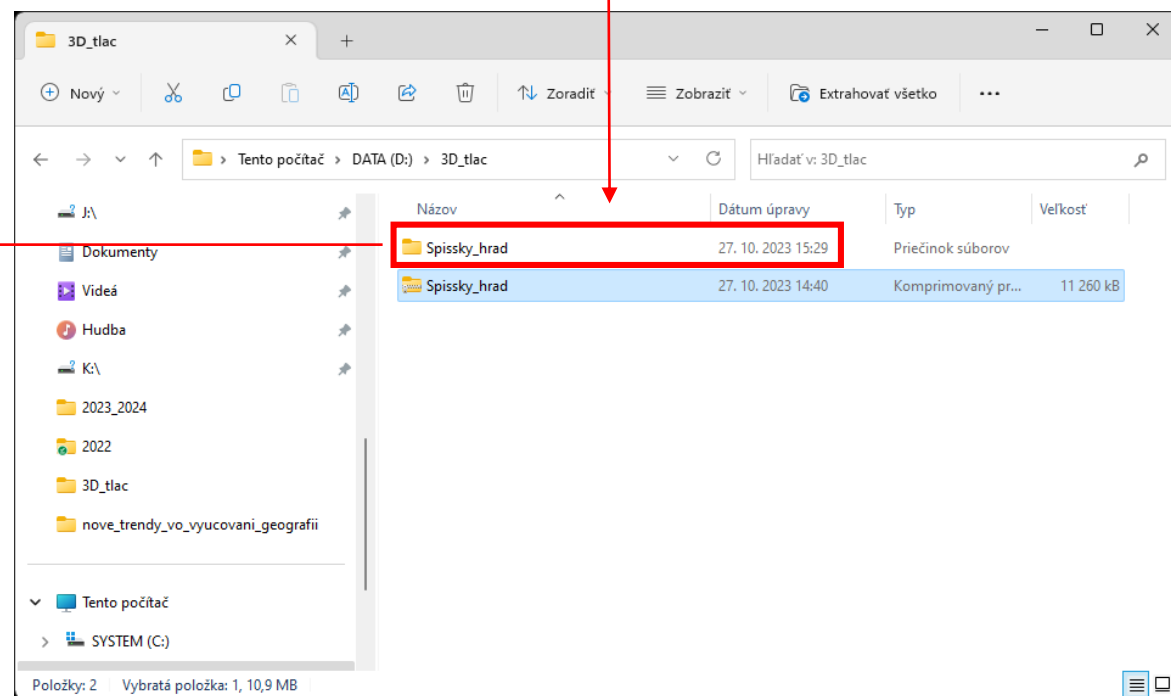 3D_tlac
Nový
Zoradiť
Zobraziť
Extrahovať všetko
Tento počítač > DATA (D:) > 3D_tlac
Hľadať v: 3D_tlac
J:\
Dokumenty
Videá
Hudba
K:\
2023_2024
2022
3D_tlac
nove_trendy_vo_vyucovani_geografii
Tento počítač
SYSTEM (C:)
Názov Dátum úpravy Typ Veľkosť
Spissky_hrad 27. 10. 2023 15:29 Priečinok súborov
Spissky_hrad 27. 10. 2023 14:40 Komprimovaný pr... 11 260 kB
Položky: 2 Vybratá položka: 1, 10,9 MB